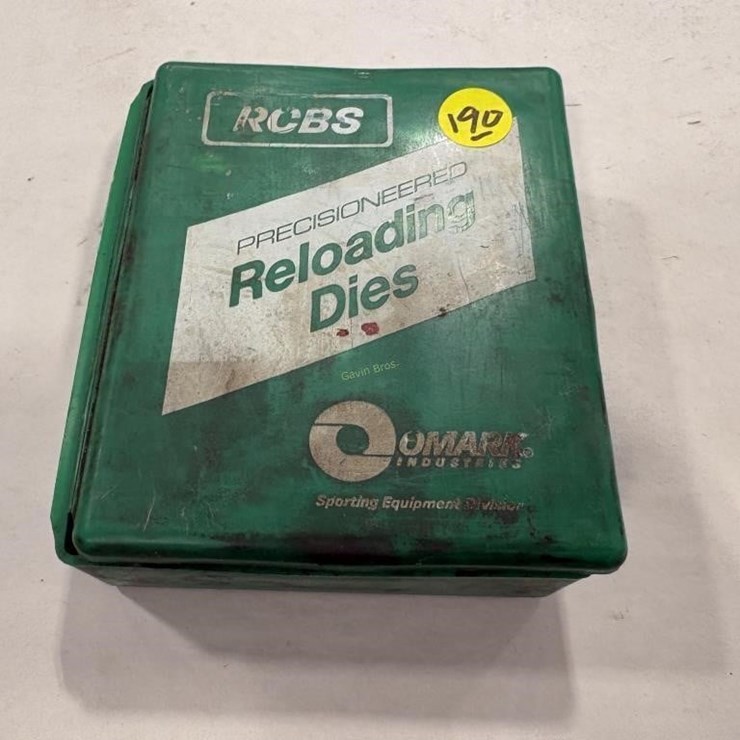 RCBS
190
PRECISIONEERED
Reloading
Dies
Gavin Bros.
OMARK
INDUSTRIES
Sporting Equipment Division